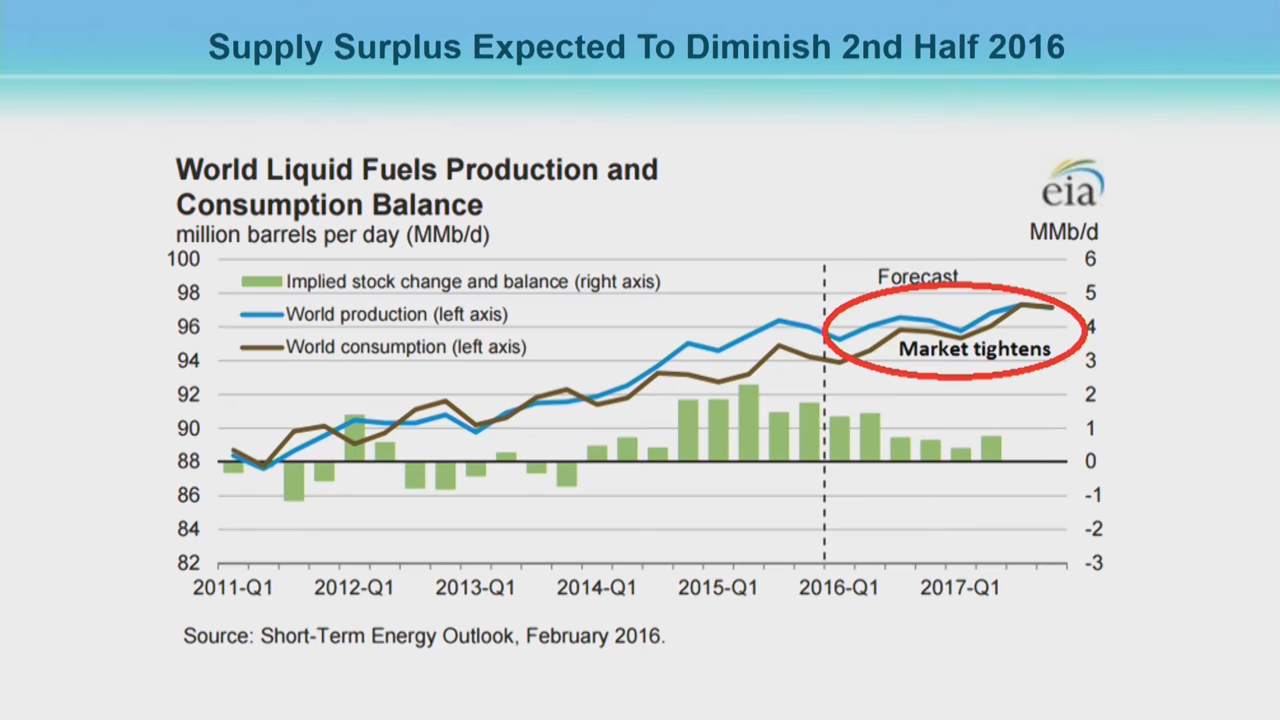 Supply Surplus Expected To Diminish 2nd Half 2016
World Liquid Fuels Production and
Consumption Balance
million barrels per day (MMb/d)
eia
MMb/d
100
98
96
94
92
90
88
86
84
82
Implied stock change and balance (right axis)
World production (left axis)
World consumption (left axis)
Forecast
Market tightens
6
5
4
3
2
1
0
-1
-2
-3
2011-Q1 2012-Q1 2013-Q1 2014-Q1 2015-Q1 2016-Q1 2017-Q1
Source: Short-Term Energy Outlook, February 2016.